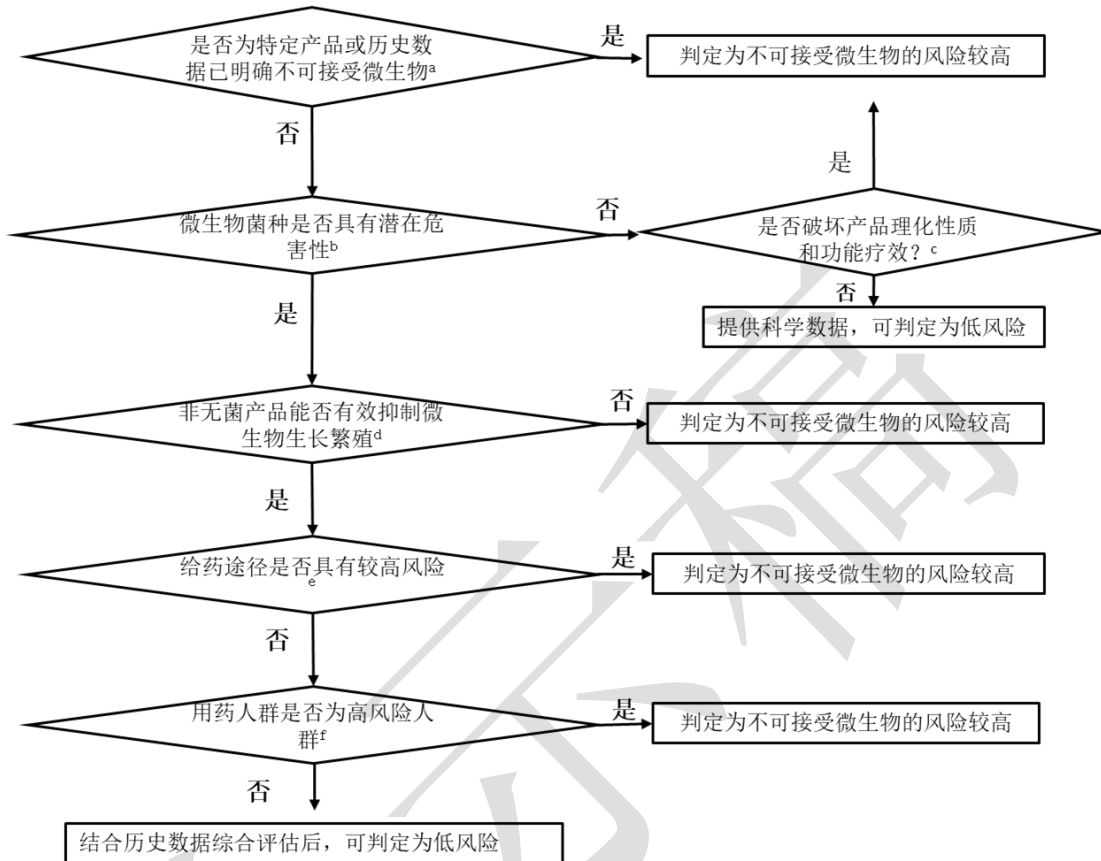 是否为特定产品或历史数
据已明确不可接受微生物a
是
判定为不可接受微生物的风险较高
否
是
微生物菌种是否具有潜在危
害性b
否
是否破坏产品理化性质
和功能疗效？c
是
否
提供科学数据，可判定为低风险
非无菌产品能否有效抑制微
生物生长繁殖d
否
判定为不可接受微生物的风险较高
是
给药途径是否具有较高风险
e
是
判定为不可接受微生物的风险较高
否
用药人群是否为高风险人
群f
是
判定为不可接受微生物的风险较高
否
结合历史数据综合评估后，可判定为低风险
示稿